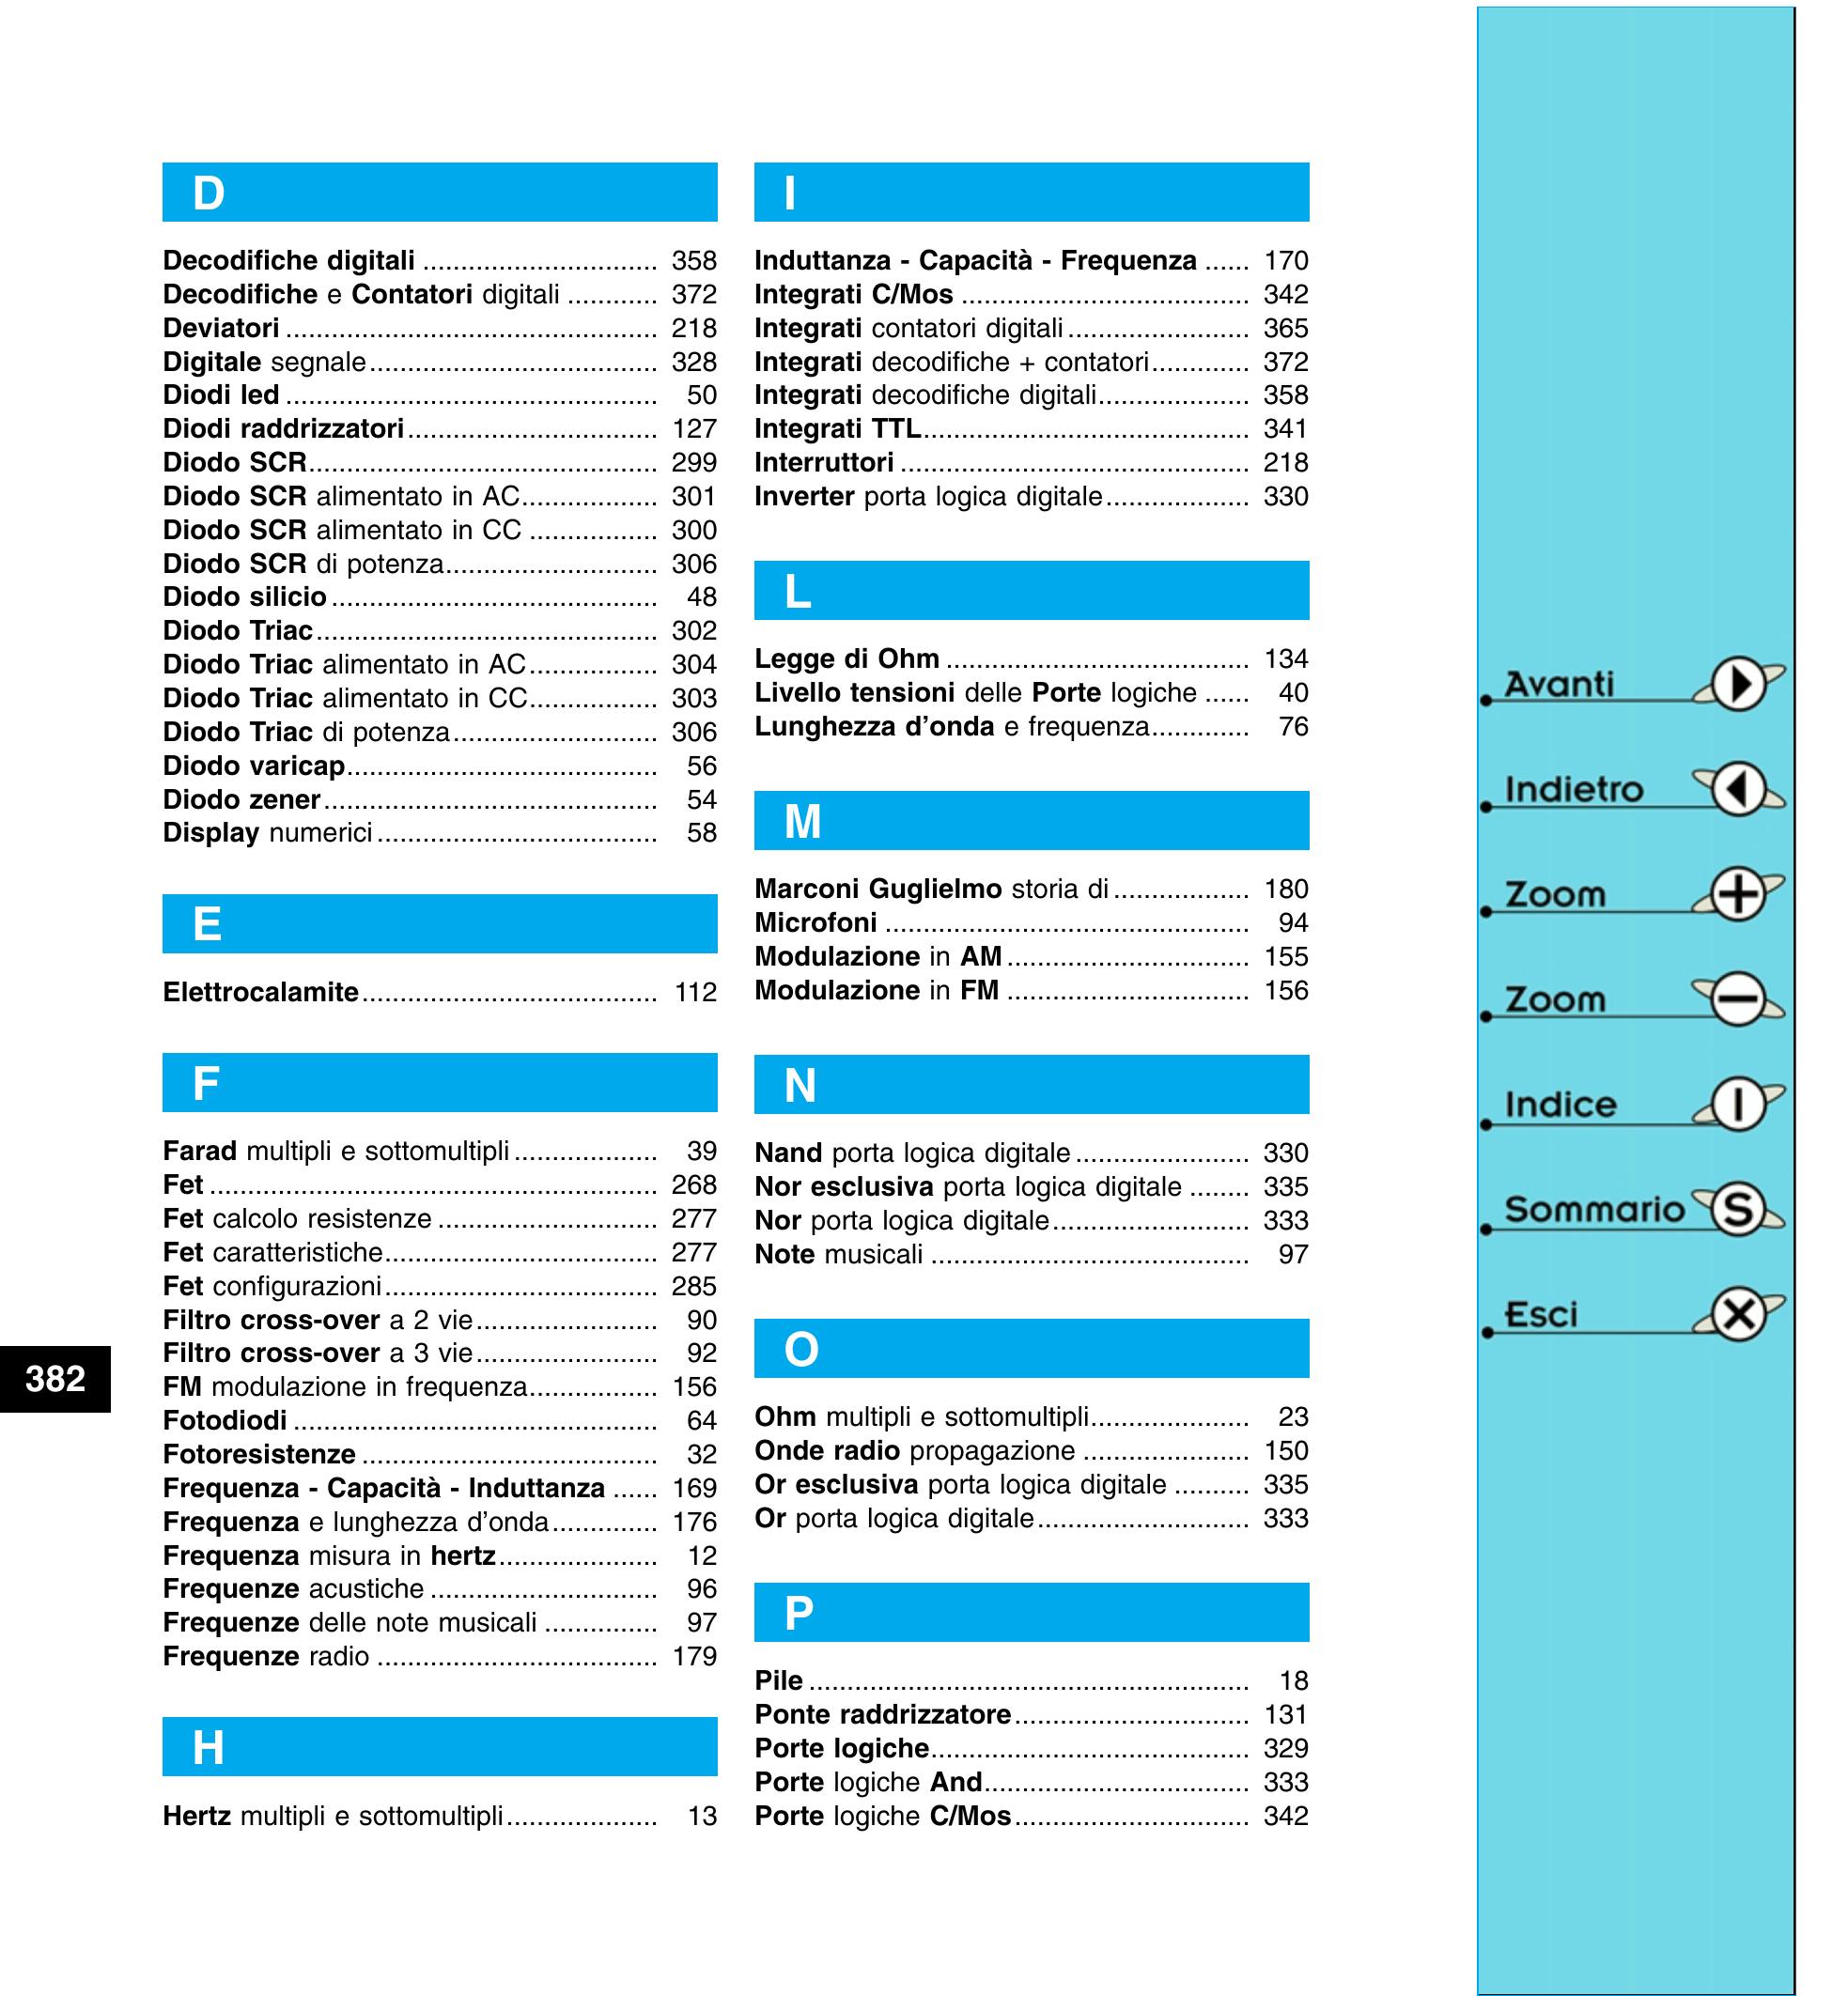 D
Decodifiche digitali ............................... 358
Decodifiche e Contatori digitali ............ 372
Deviatori ................................................. 218
Digitale segnale...................................... 328
Diodi led ................................................. 50
Diodi raddrizzatori................................. 127
Diodo SCR.............................................. 299
Diodo SCR alimentato in AC.................. 301
Diodo SCR alimentato in CC ................. 300
Diodo SCR di potenza............................ 306
Diodo silicio ........................................... 48
Diodo Triac............................................. 302
Diodo Triac alimentato in AC................. 304
Diodo Triac alimentato in CC................. 303
Diodo Triac di potenza........................... 306
Diodo varicap......................................... 56
Diodo zener............................................ 54
Display numerici ..................................... 58
E
Elettrocalamite....................................... 112
F
Farad multipli e sottomultipli ................... 39
Fet ........................................................... 268
Fet calcolo resistenze ............................. 277
Fet caratteristiche.................................... 277
Fet configurazioni.................................... 285
Filtro cross-over a 2 vie........................ 90
Filtro cross-over a 3 vie........................ 92
FM modulazione in frequenza................. 156
Fotodiodi ................................................ 64
Fotoresistenze ....................................... 32
Frequenza - Capacità - Induttanza ...... 169
Frequenza e lunghezza d’onda.............. 176
Frequenza misura in hertz..................... 12
Frequenze acustiche .............................. 96
Frequenze delle note musicali ............... 97
Frequenze radio ..................................... 179
H
Hertz multipli e sottomultipli.................... 13
I
Induttanza - Capacità - Frequenza ...... 170
Integrati C/Mos ...................................... 342
Integrati contatori digitali ........................ 365
Integrati decodifiche + contatori............. 372
Integrati decodifiche digitali.................... 358
Integrati TTL........................................... 341
Interruttori .............................................. 218
Inverter porta logica digitale................... 330
L
Legge di Ohm ........................................ 134
Livello tensioni delle Porte logiche ...... 40
Lunghezza d’onda e frequenza............. 76
M
Marconi Guglielmo storia di .................. 180
Microfoni ................................................ 94
Modulazione in AM ................................ 155
Modulazione in FM ................................ 156
N
Nand porta logica digitale ....................... 330
Nor esclusiva porta logica digitale ........ 335
Nor porta logica digitale.......................... 333
Note musicali .......................................... 97
O
Ohm multipli e sottomultipli..................... 23
Onde radio propagazione ...................... 150
Or esclusiva porta logica digitale .......... 335
Or porta logica digitale............................ 333
P
Pile .......................................................... 18
Ponte raddrizzatore............................... 131
Porte logiche.......................................... 329
Porte logiche And................................... 333
Porte logiche C/Mos............................... 342
382
Avanti
Indietro
Zoom +
Zoom −
Indice I
Sommario S
Esci X